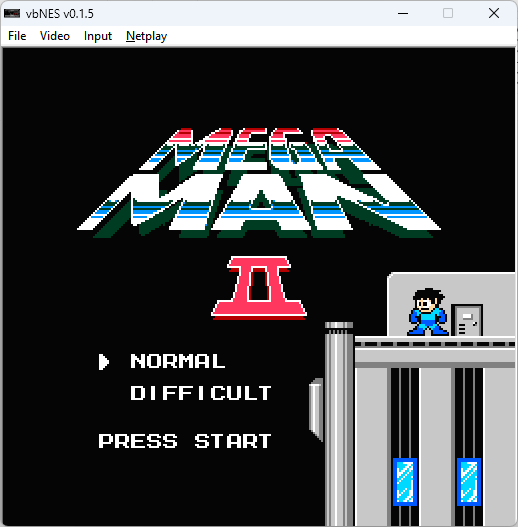 vbNES v0.1.5
File Video Input Netplay
MEGA
MAN
II
NORMAL
DIFFICULT
PRESS START